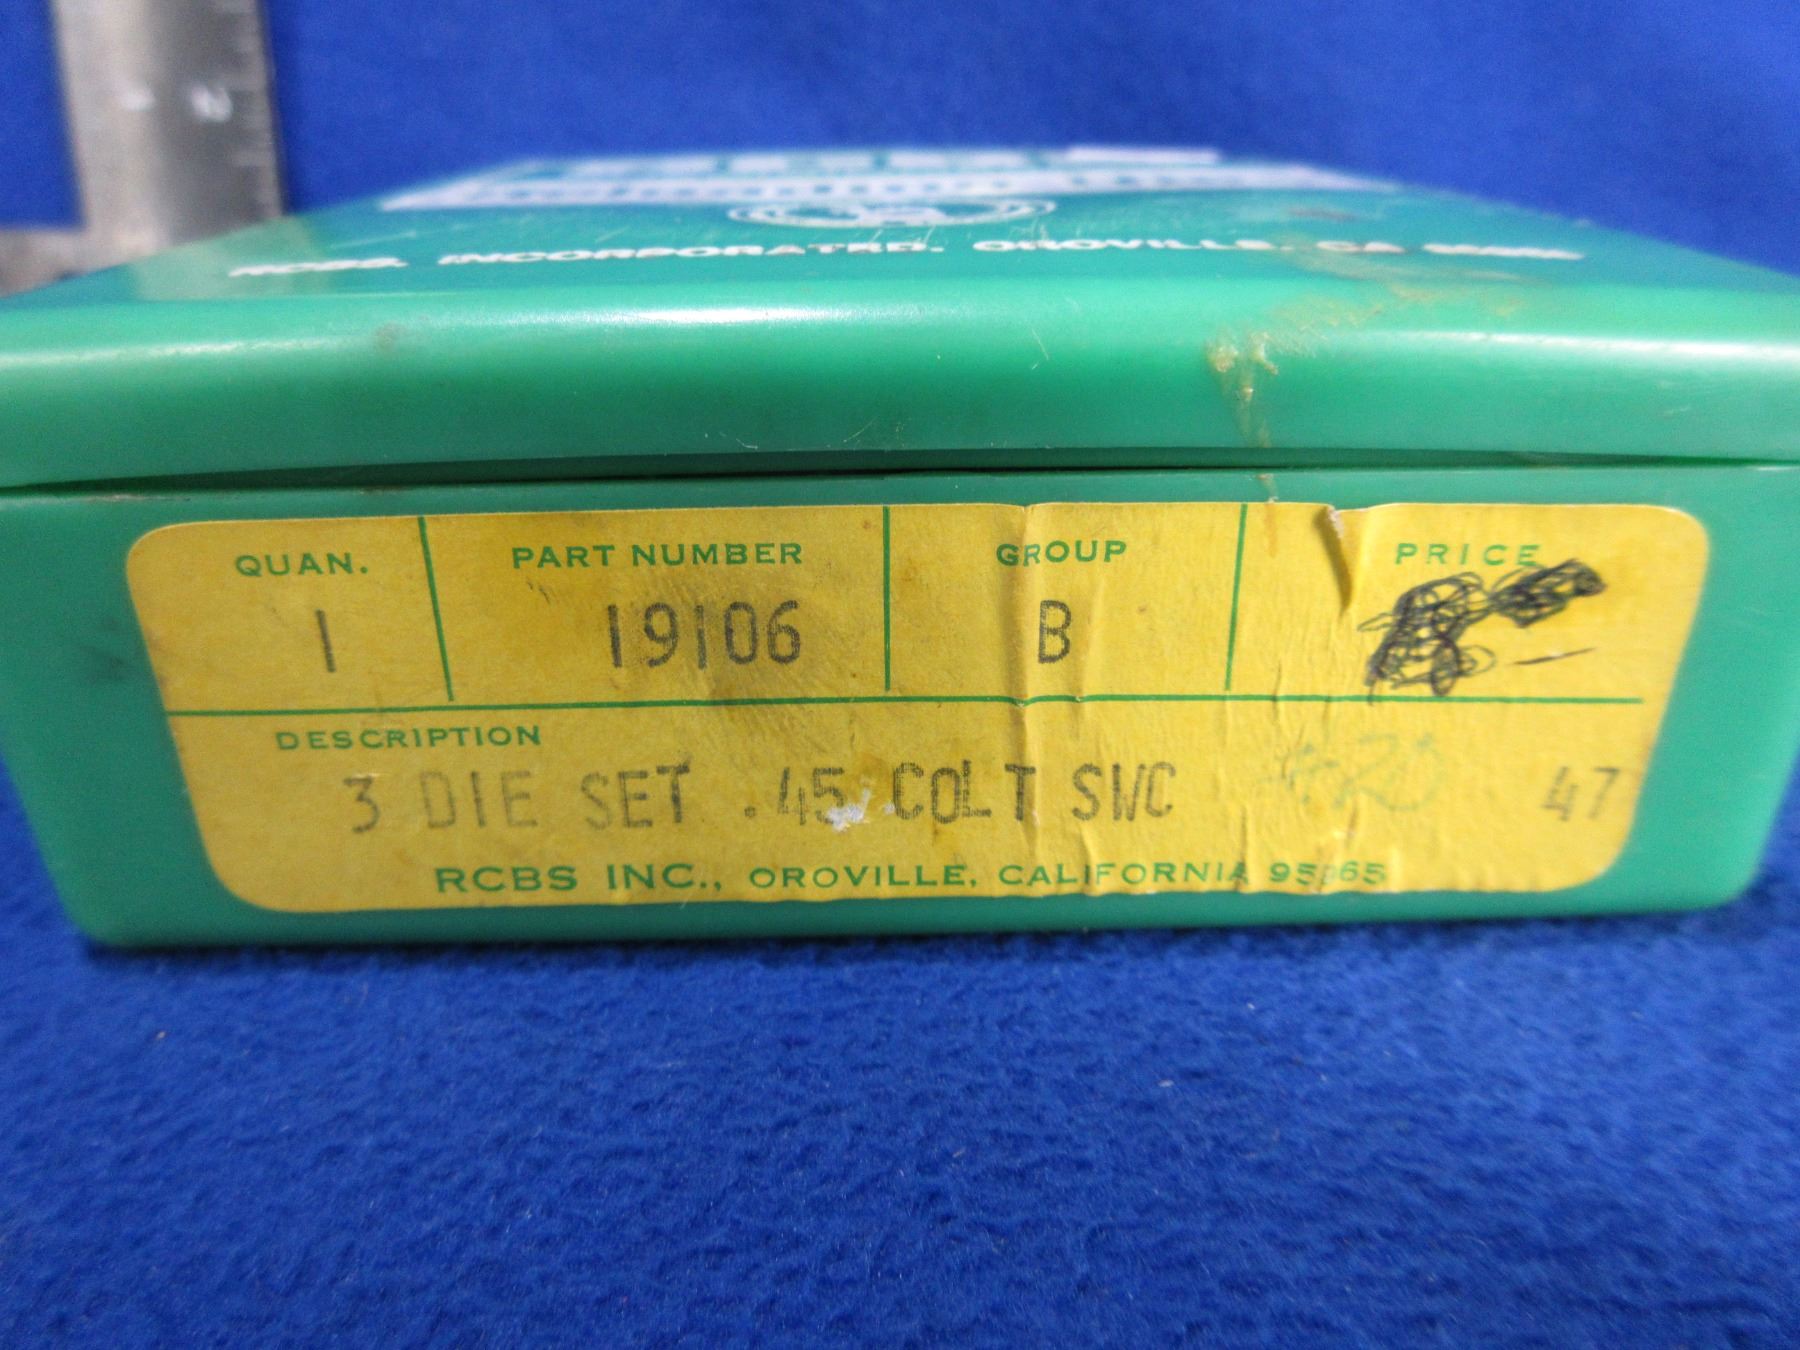 RCBS INCORPORATED. OROVILLE. CA
QUAN. PART NUMBER GROUP PRICE
1 19106 B
DESCRIPTION
3 DIE SET .45 COLT SWC #20 47
RCBS INC., OROVILLE, CALIFORNIA 95965